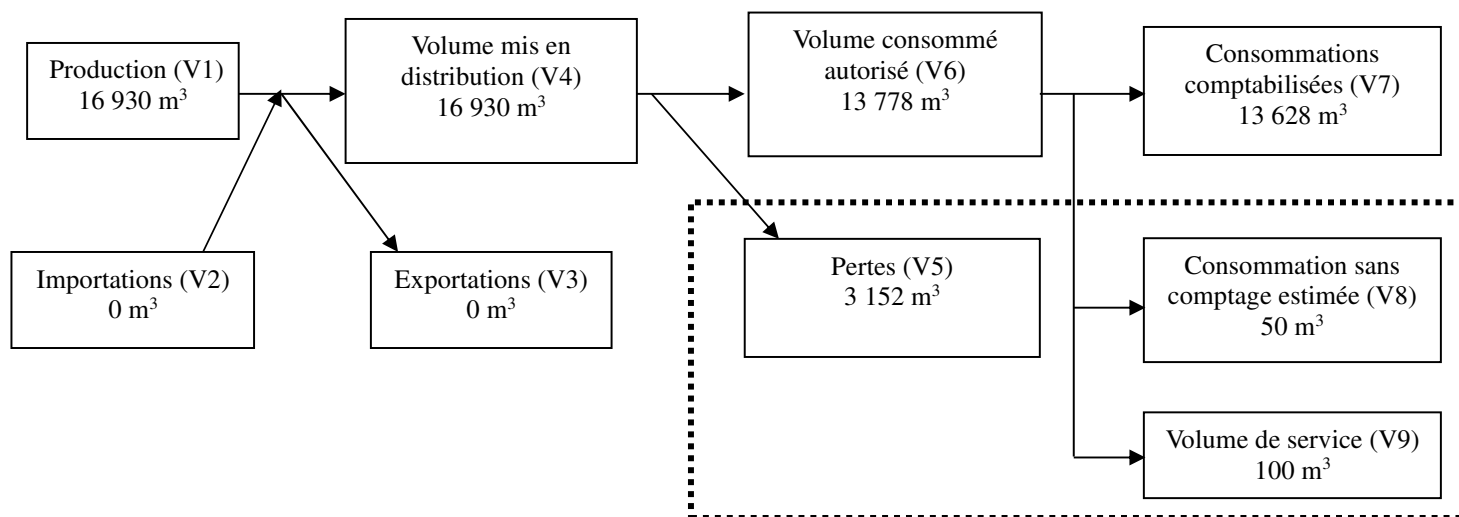 Production (V1)
16 930 m³
Volume mis en
distribution (V4)
16 930 m³
Volume consommé
autorisé (V6)
13 778 m³
Consommations
comptabilisées (V7)
13 628 m³
Importations (V2)
0 m³
Exportations (V3)
0 m³
Pertes (V5)
3 152 m³
Consommation sans
comptage estimée (V8)
50 m³
Volume de service (V9)
100 m³